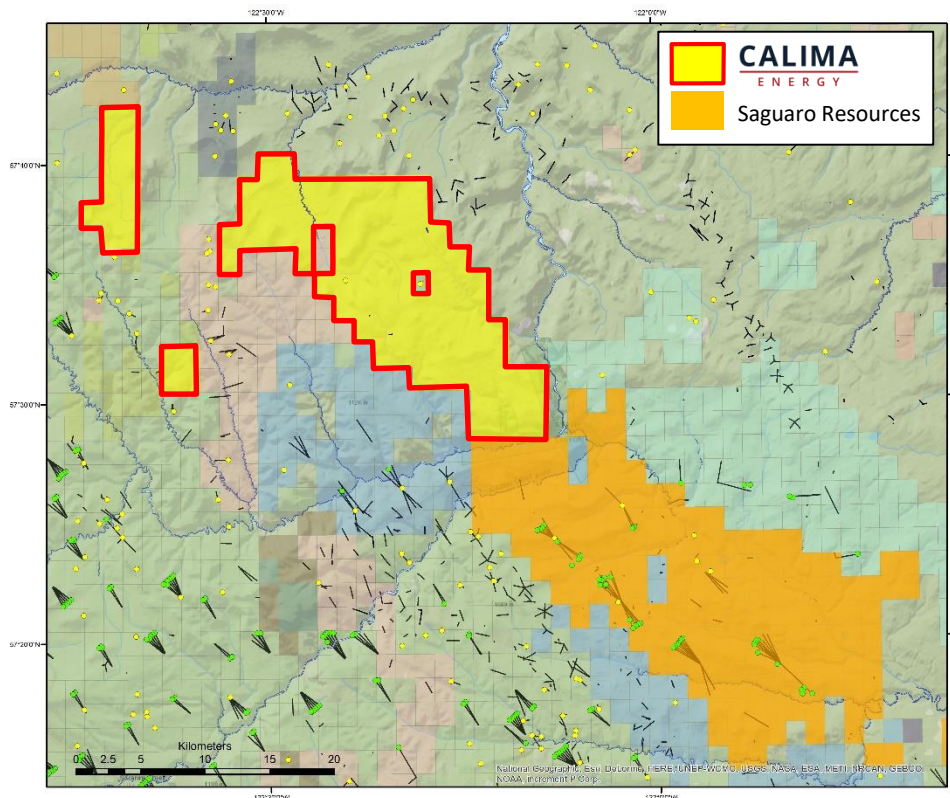 122°30'0"W
122°0'0"W
CALIMA
ENERGY
Saguaro Resources
57°40'0"N
57°30'0"N
57°20'0"N
Kilometers
0 2.5 5 10 15 20
National Geographic, Esri, DeLorme, HERE, UNEP-WCMC, USGS, NASA, ESA, METI, NRCAN, GEBCO,
NOAA, increment P Corp.